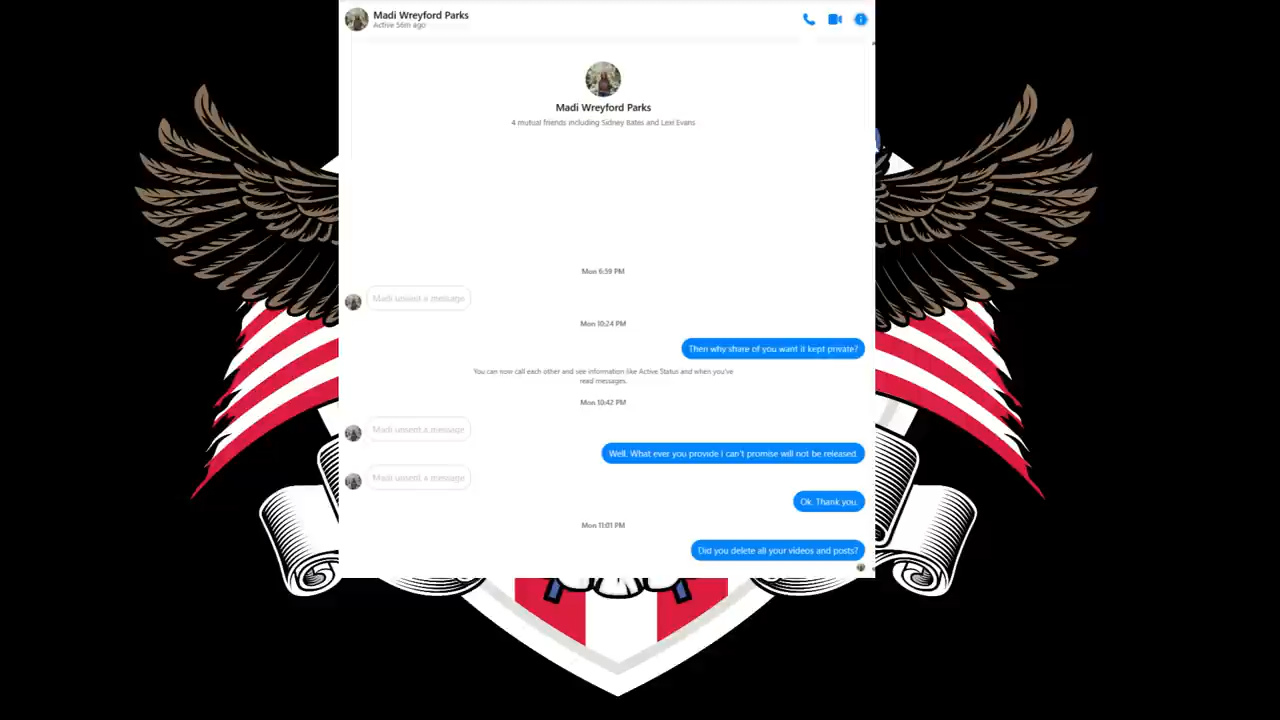 Madi Wreyford Parks
Active 56m ago
Madi Wreyford Parks
4 mutual friends including Sidney Bates and Lexi Evans
Mon 6:59 PM
Madi unsent a message
Mon 10:24 PM
Then why share of you want it kept private?
You can now call each other and see information like Active Status and when you've
read messages.
Mon 10:42 PM
Madi unsent a message
Well. What ever you provide I can't promise will not be released.
Madi unsent a message
Ok. Thank you.
Mon 11:01 PM
Did you delete all your videos and posts?